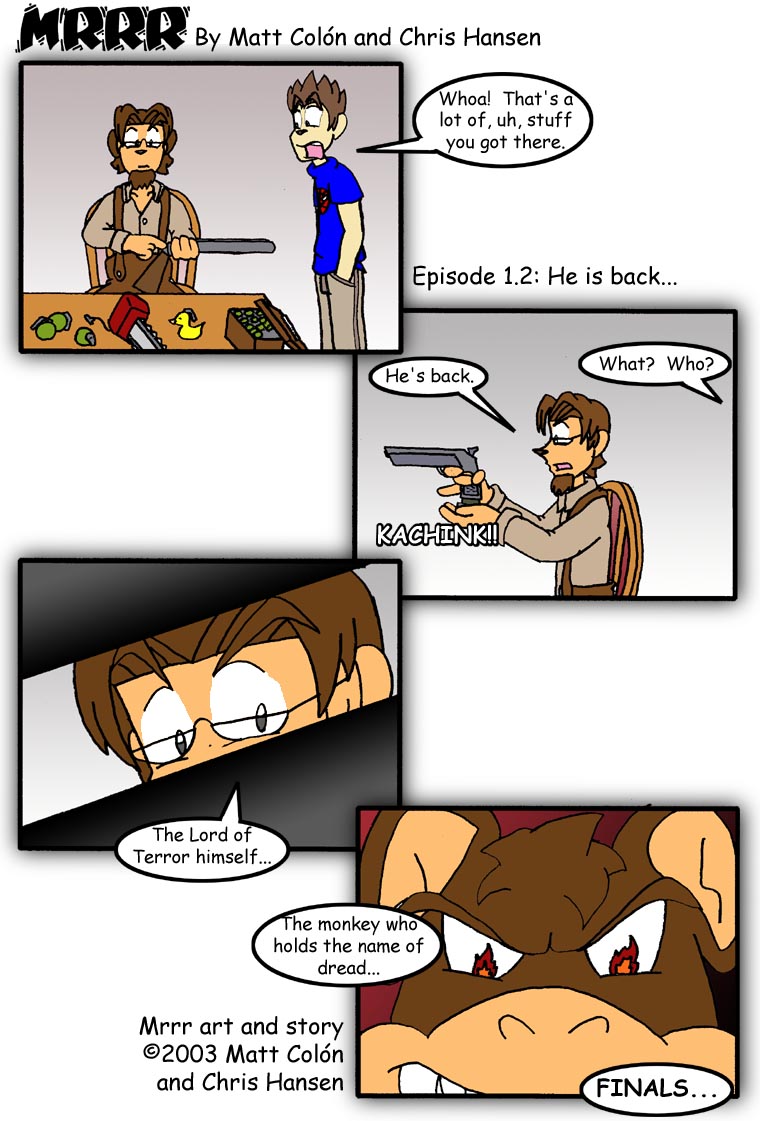 MRRR By Matt Colón and Chris Hansen
Whoa! That's a
lot of, uh, stuff
you got there.
Episode 1.2: He is back...
He's back.
What? Who?
KACHINK!!
The Lord of
Terror himself...
The monkey who
holds the name of
dread...
FINALS...
Mrrr art and story
©2003 Matt Colón
and Chris Hansen